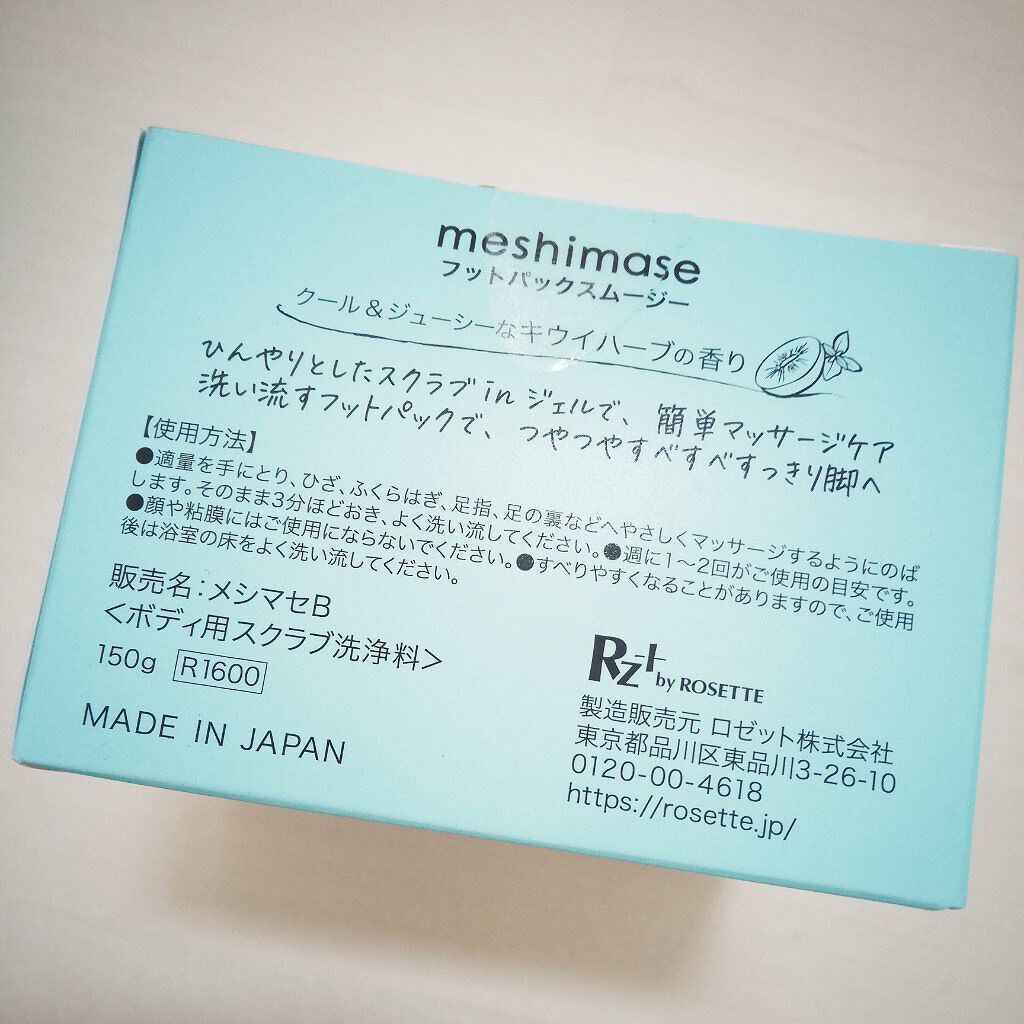 meshimase
フットパックスムージー
クール&ジューシーなキウイハーブの香り
ひんやりとしたスクラブinジェルで、簡単マッサージケア
洗い流すフットパックで、つやつやすべすべすっきり脚へ
【使用方法】
●適量を手にとり、ひざ、ふくらはぎ、足指、足の裏などへやさしくマッサージするようにのば
します。そのまま3分ほどおき、よく洗い流してください。●週に1〜2回がご使用の目安です。
●顔や粘膜にはご使用にならないでください。●すべりやすくなることがありますので、ご使用
後は浴室の床をよく洗い流してください。
販売名:メシマセB
<ボディ用スクラブ洗浄料>
150g R1600
MADE IN JAPAN
Rz+ by ROSETTE
製造販売元 ロゼット株式会社
東京都品川区東品川3-26-10
0120-00-4618
https://rosette.jp/